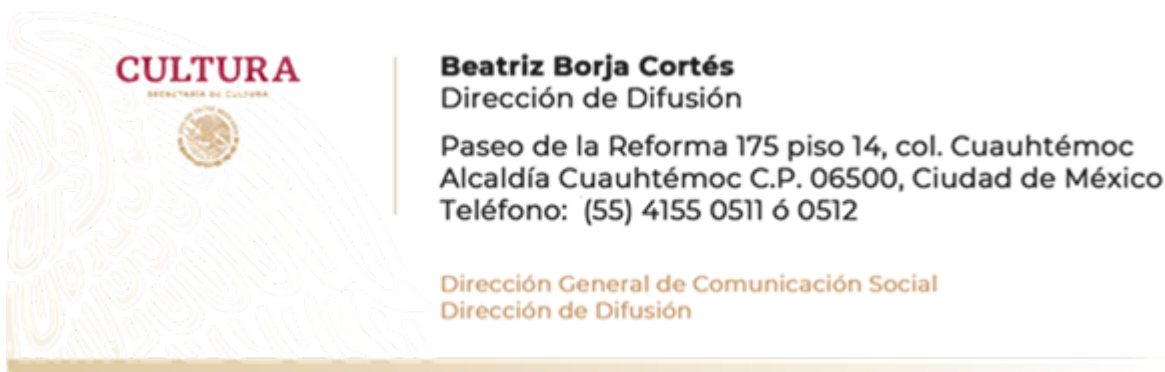 CULTURA
SECRETARÍA DE CULTURA
Beatriz Borja Cortés
Dirección de Difusión
Paseo de la Reforma 175 piso 14, col. Cuauhtémoc
Alcaldía Cuauhtémoc C.P. 06500, Ciudad de México
Teléfono: (55) 4155 0511 ó 0512
Dirección General de Comunicación Social
Dirección de Difusión